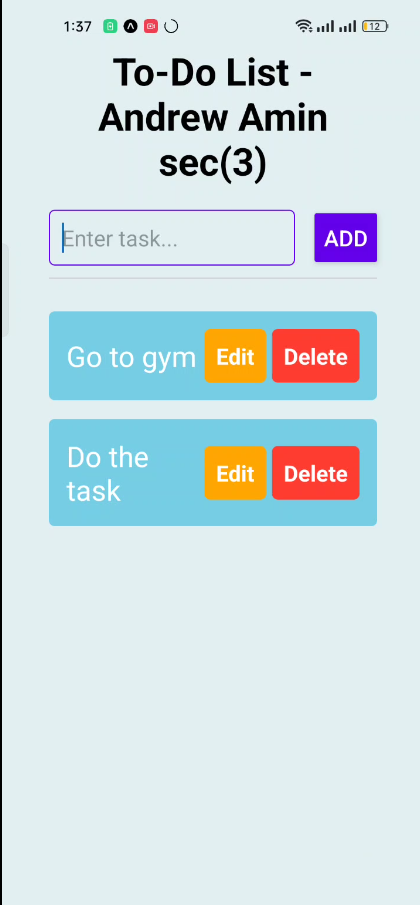 1:37
12
To-Do List -
Andrew Amin
sec(3)
Enter task...
ADD
Go to gym
Edit
Delete
Do the
task
Edit
Delete